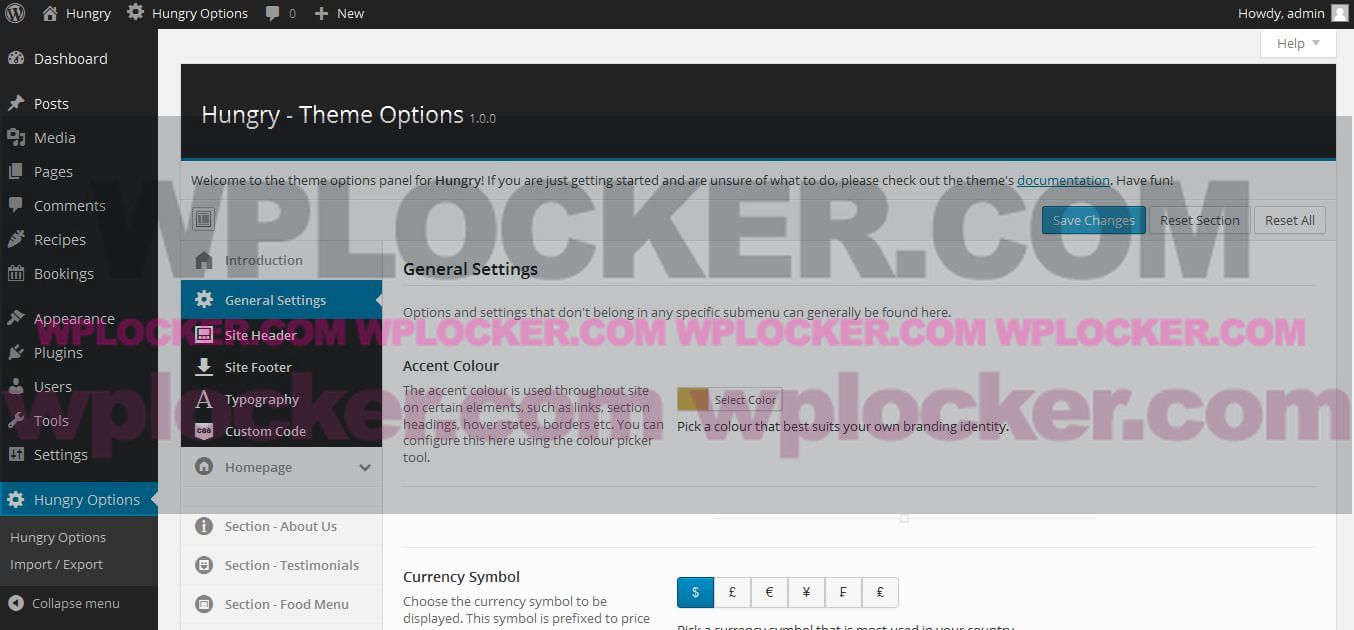 Hungry
Hungry Options
0
New
Howdy, admin
Help
Dashboard
Posts
Media
Pages
Comments
Recipes
Bookings
Appearance
Plugins
Users
Tools
Settings
Hungry Options
Hungry Options
Import / Export
Collapse menu
Hungry - Theme Options 1.0.0
Welcome to the theme options panel for Hungry! If you are just getting started and are unsure of what to do, please check out the theme's documentation. Have fun!
WPLOCKER.COM
Save Changes
Reset Section
Reset All
Introduction
General Settings
Site Header
Site Footer
Typography
Custom Code
Homepage
Section - About Us
Section - Testimonials
Section - Food Menu
General Settings
Options and settings that don't belong in any specific submenu can generally be found here.
WPLOCKER.COM WPLOCKER.COM WPLOCKER.COM WPLOCKER.COM
Accent Colour
The accent colour is used throughout site
on certain elements, such as links, section
headings, hover states, borders etc. You can
configure this here using the colour picker
tool.
Select Color
Pick a colour that best suits your own branding identity.
wplocker.com wplocker.com
Currency Symbol
Choose the currency symbol to be
displayed. This symbol is prefixed to price
$ £ € ¥ ₣ £
Pick a currency symbol that is most used in your country.